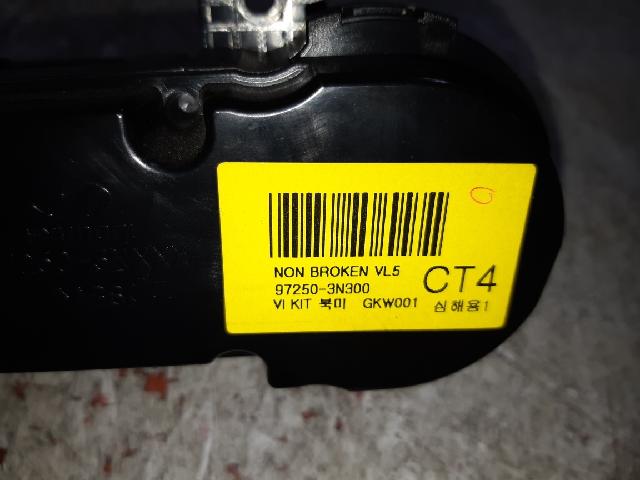 NON BROKEN VL5
97250-3N300
VI KIT 북미 GKW001
CT4
심해용1